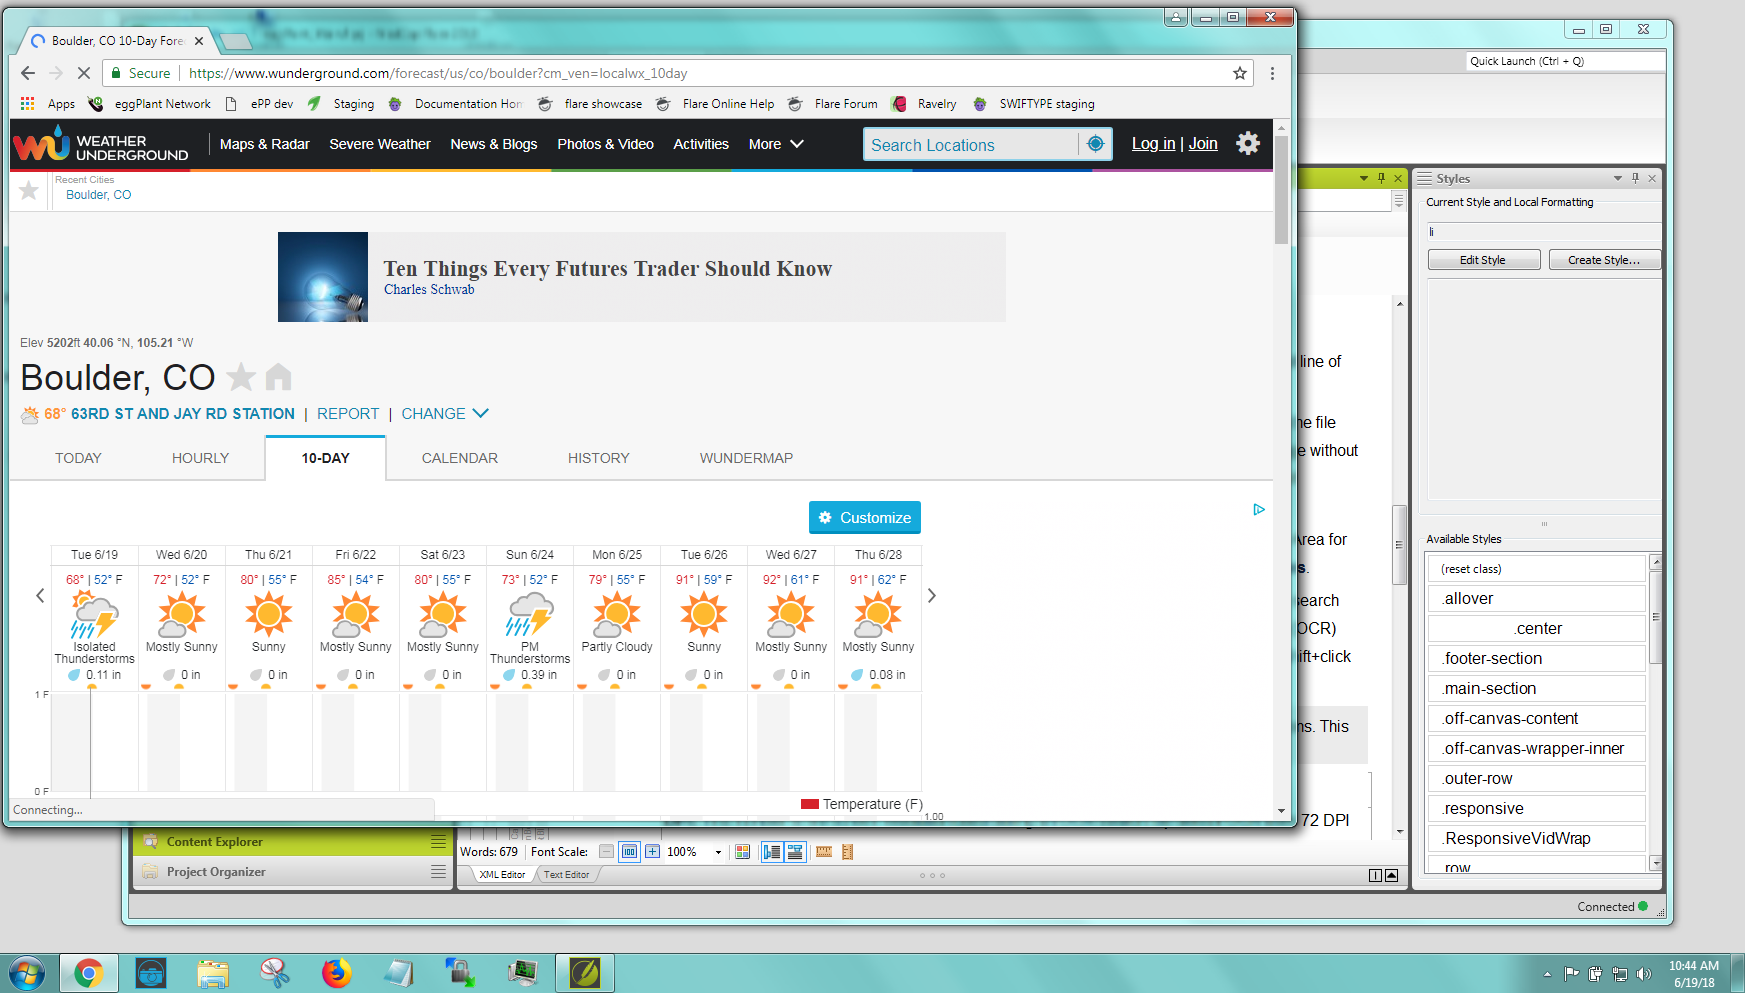 Boulder, CO 10-Day Fore
Secure https://www.wunderground.com/forecast/us/co/boulder?cm_ven=localwx_10day
Apps eggPlant Network ePP dev Staging Documentation Hom flare showcase Flare Online Help Flare Forum Ravelry SWIFTYPE staging
WU WEATHER UNDERGROUND Maps & Radar Severe Weather News & Blogs Photos & Video Activities More Search Locations Log in | Join
Recent Cities
Boulder, CO
Ten Things Every Futures Trader Should Know
Charles Schwab
Elev 5202ft 40.06 °N, 105.21 °W
Boulder, CO
68° 63RD ST AND JAY RD STATION | REPORT | CHANGE
TODAY HOURLY 10-DAY CALENDAR HISTORY WUNDERMAP
Customize
Tue 6/19 Wed 6/20 Thu 6/21 Fri 6/22 Sat 6/23 Sun 6/24 Mon 6/25 Tue 6/26 Wed 6/27 Thu 6/28
68° | 52° F 72° | 52° F 80° | 55° F 85° | 54° F 80° | 55° F 73° | 52° F 79° | 55° F 91° | 59° F 92° | 61° F 91° | 62° F
Isolated Thunderstorms Mostly Sunny Sunny Mostly Sunny Mostly Sunny PM Thunderstorms Partly Cloudy Sunny Mostly Sunny Mostly Sunny
0.11 in 0 in 0 in 0 in 0 in 0.39 in 0 in 0 in 0 in 0.08 in
1 F
0 F
Temperature (F)
1.00
Connecting...
Quick Launch (Ctrl + Q)
Styles
Current Style and Local Formatting
li
Edit Style Create Style...
line of
file
without
Area for
s.
search
OCR)
ift+click
ns. This
72 DPI
Available Styles
(reset class)
.allover
.center
.footer-section
.main-section
.off-canvas-content
.off-canvas-wrapper-inner
.outer-row
.responsive
.ResponsiveVidWrap
.row
Content Explorer
Project Organizer
Words: 679 Font Scale: 100 100%
XML Editor Text Editor
Connected
10:44 AM
6/19/18